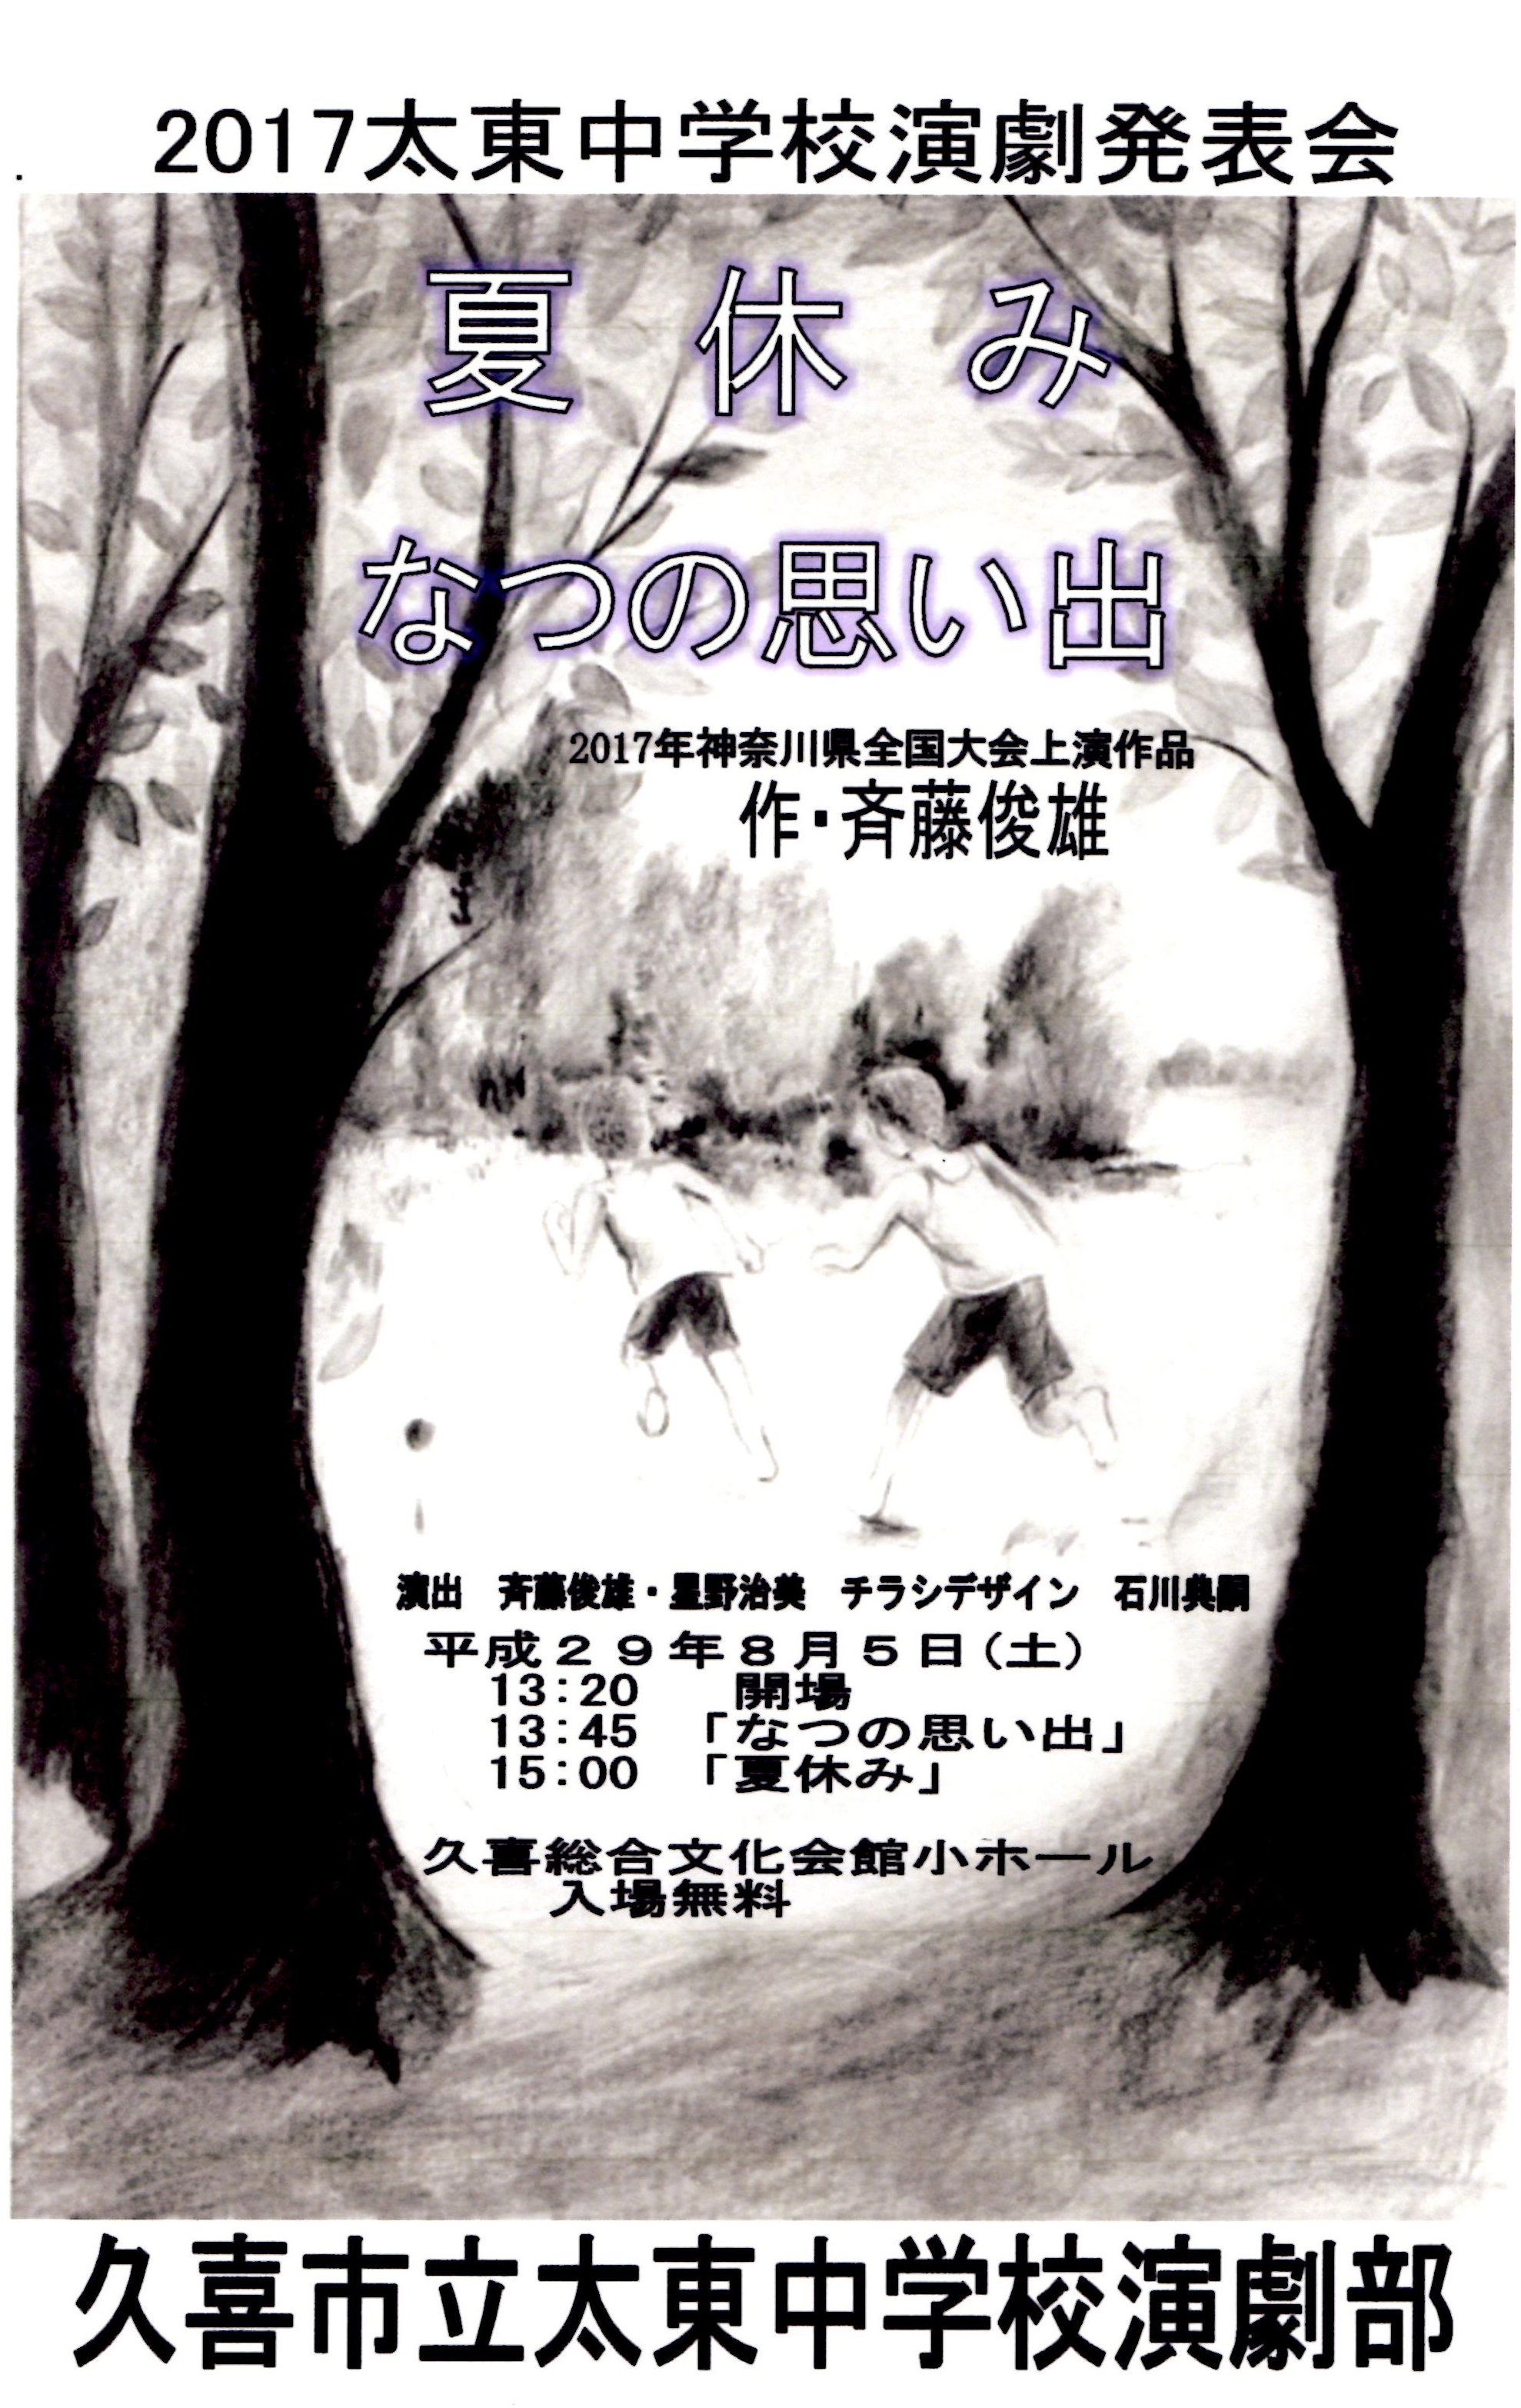 2017太東中学校演劇発表会
夏休み
なつの思い出
2017年神奈川県全国大会上演作品
作・斉藤俊雄
演出　斉藤俊雄・星野治美　チラシデザイン　石川典嗣
平成２９年８月５日（土）
13：20　開場
13：45　「なつの思い出」
15：00　「夏休み」
久喜総合文化会館小ホール
入場無料
久喜市立太東中学校演劇部